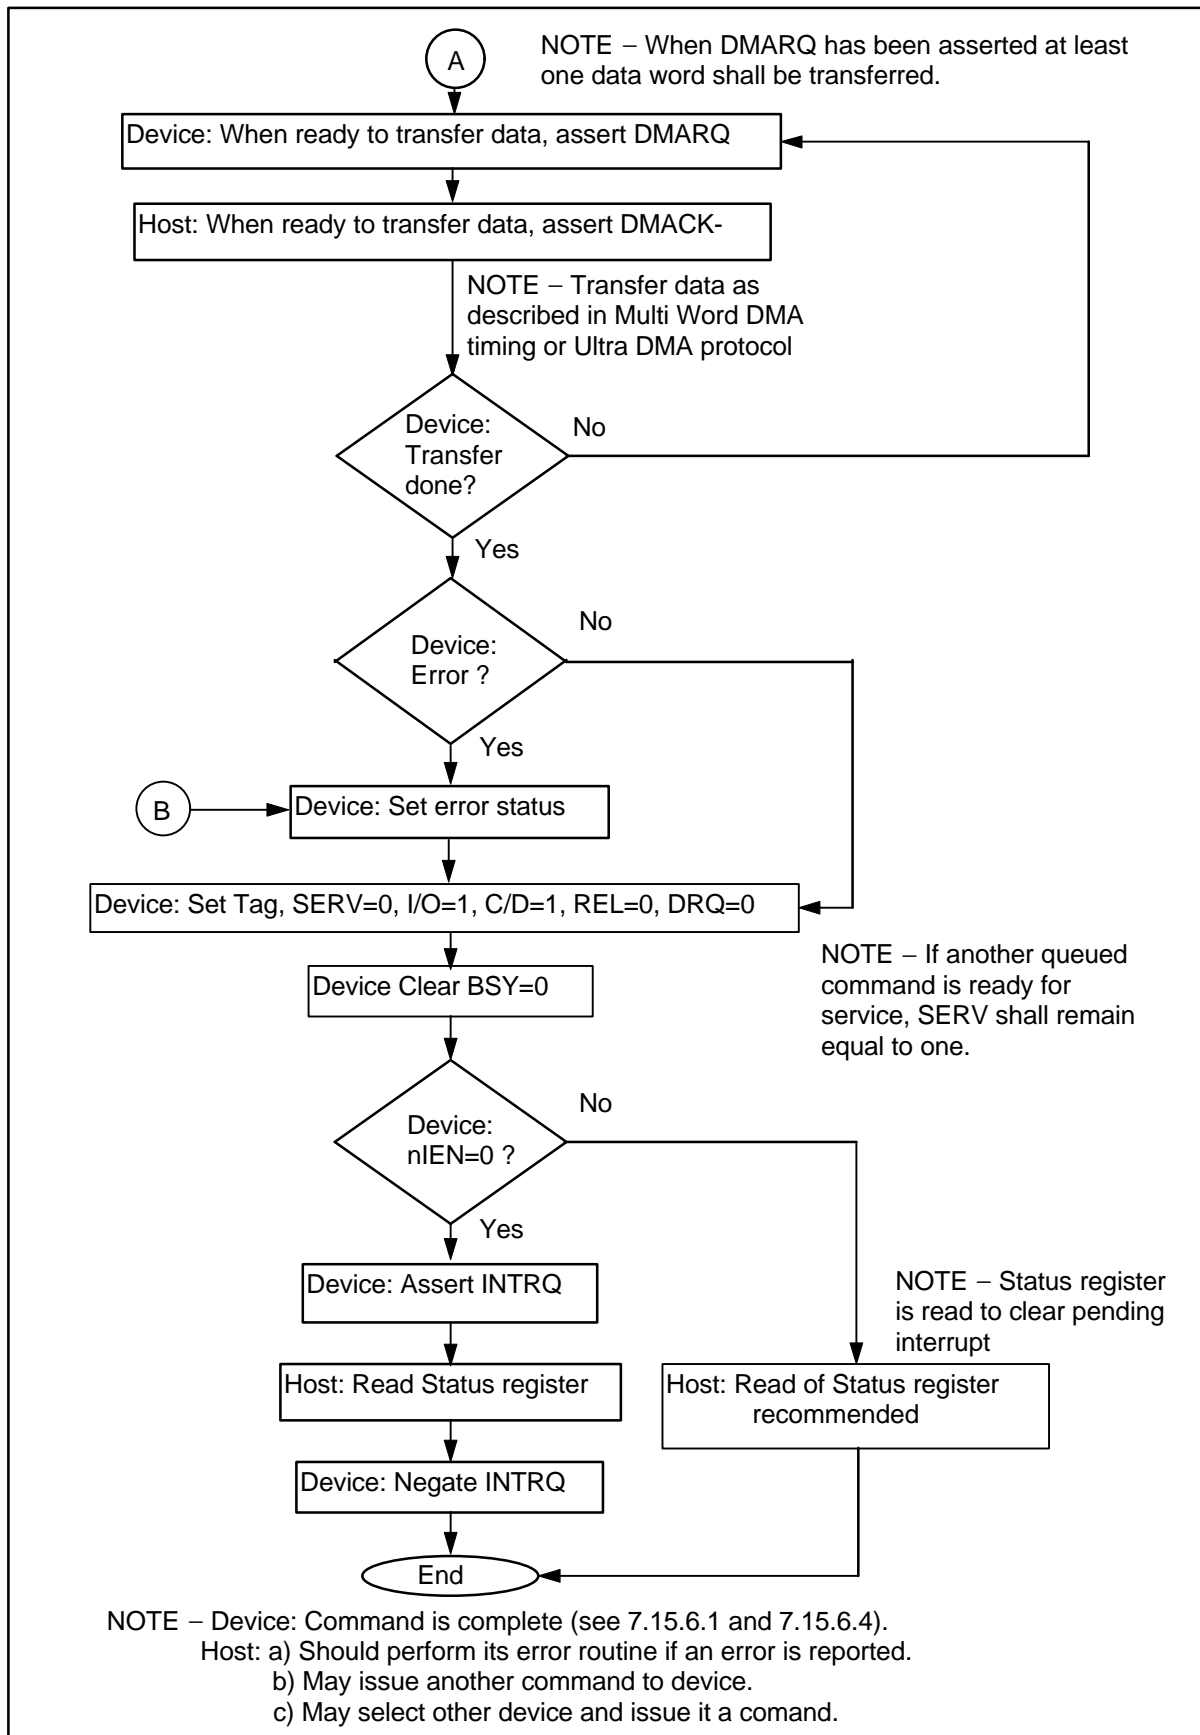 A
NOTE – When DMARQ has been asserted at least
one data word shall be transferred.
Device: When ready to transfer data, assert DMARQ
Host: When ready to transfer data, assert DMACK-
NOTE – Transfer data as
described in Multi Word DMA
timing or Ultra DMA protocol
Device:
Transfer
done?
No
Yes
Device:
Error ?
No
Yes
B
Device: Set error status
Device: Set Tag, SERV=0, I/O=1, C/D=1, REL=0, DRQ=0
NOTE – If another queued
command is ready for
service, SERV shall remain
equal to one.
Device Clear BSY=0
Device:
nIEN=0 ?
No
Yes
Device: Assert INTRQ
NOTE – Status register
is read to clear pending
interrupt
Host: Read Status register
Host: Read of Status register
recommended
Device: Negate INTRQ
End
NOTE – Device: Command is complete (see 7.15.6.1 and 7.15.6.4).
Host: a) Should perform its error routine if an error is reported.
b) May issue another command to device.
c) May select other device and issue it a comand.